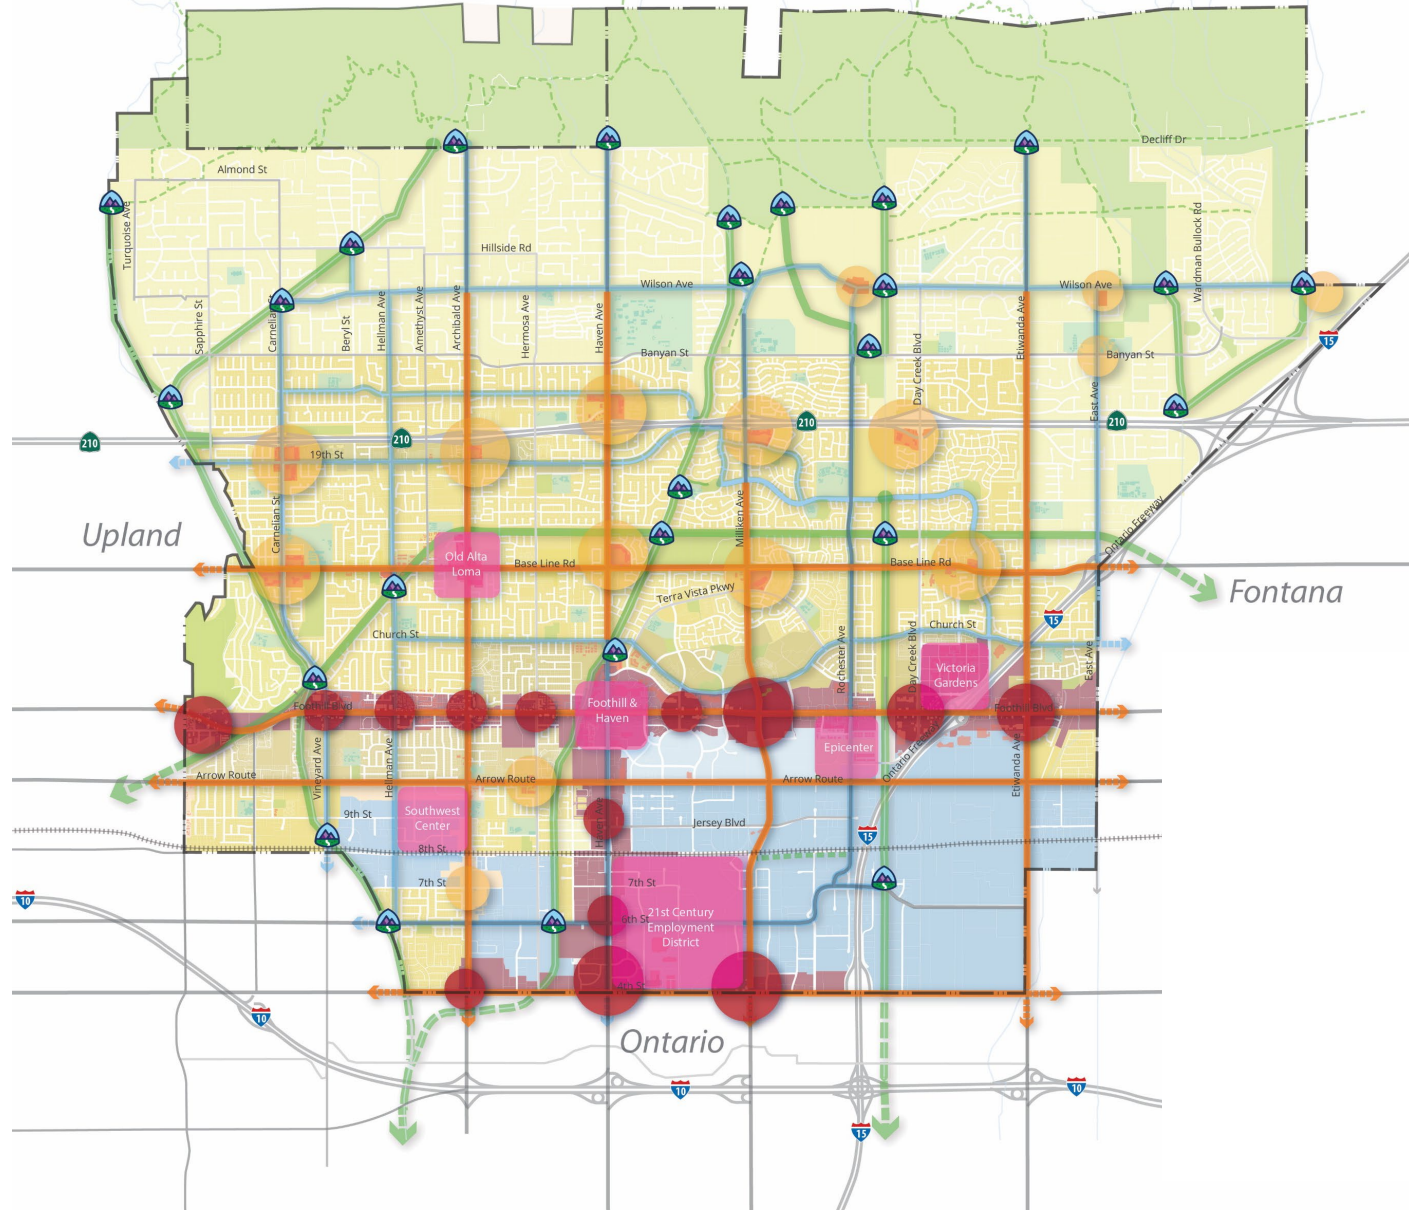 Decliff Dr
Almond St
Turquoise Ave
Wardman Bullock Rd
Hillside Rd
Wilson Ave
Wilson Ave
Sapphire St
Beryl St
Hellman Ave
Amethyst Ave
Archibald Ave
Hermosa Ave
Haven Ave
Etiwanda Ave
Day Creek Blvd
15
Banyan St
Banyan St
East Ave
210
210
210
210
19th St
Carnelian St
Milliken Ave
Ontario Freeway
Upland
Old Alta
Loma
Base Line Rd
Base Line Rd
Fontana
Terra Vista Pkwy
15
Church St
Church St
Rochester Ave
Day Creek Blvd
East Ave
Victoria
Gardens
Foothill Blvd
Foothill &
Haven
Foothill Blvd
Epicenter
Ontario Freeway
Vineyard Ave
Hellman Ave
Etiwanda Ave
Arrow Route
Arrow Route
Arrow Route
9th St
Southwest
Center
Jersey Blvd
15
8th St
7th St
7th St
10
21st Century
Employment
District
6th St
4th St
10
Ontario
10
10
15